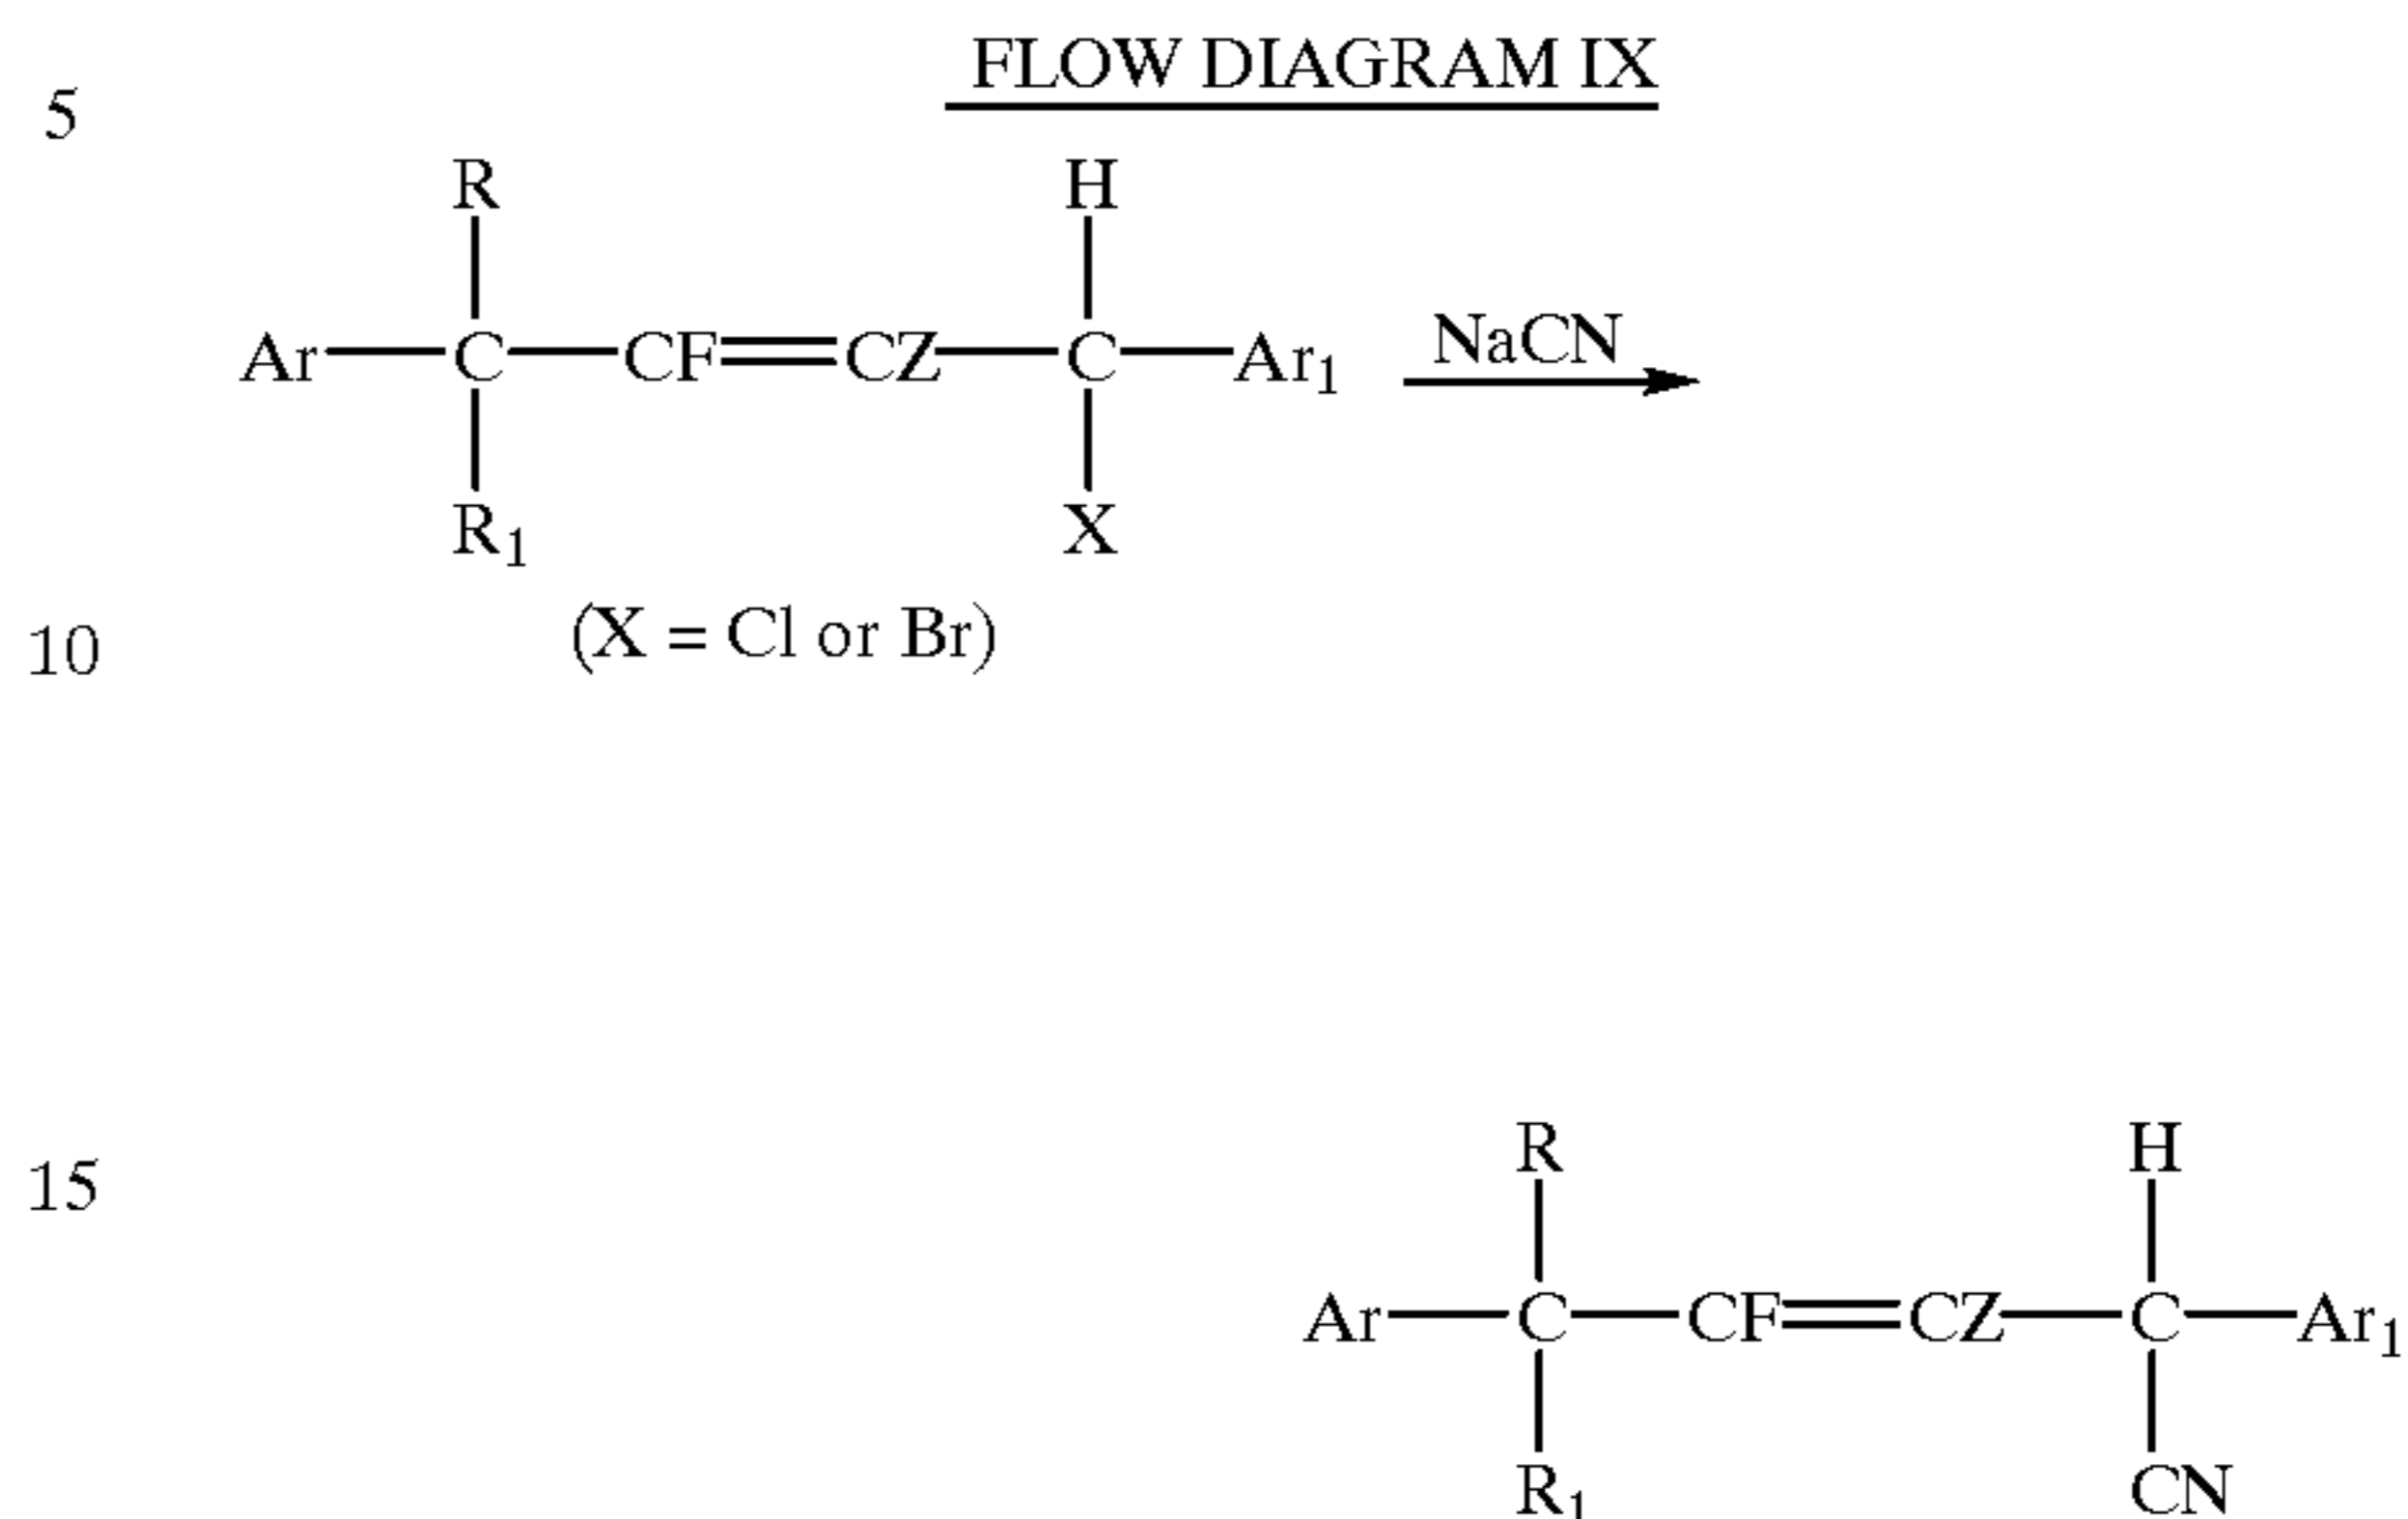 FLOW DIAGRAM IX
5
R H
Ar C CF CZ C Ar1 NaCN
R1 X
(X = Cl or Br)
10
15
R H
Ar C CF CZ C Ar1
R1 CN